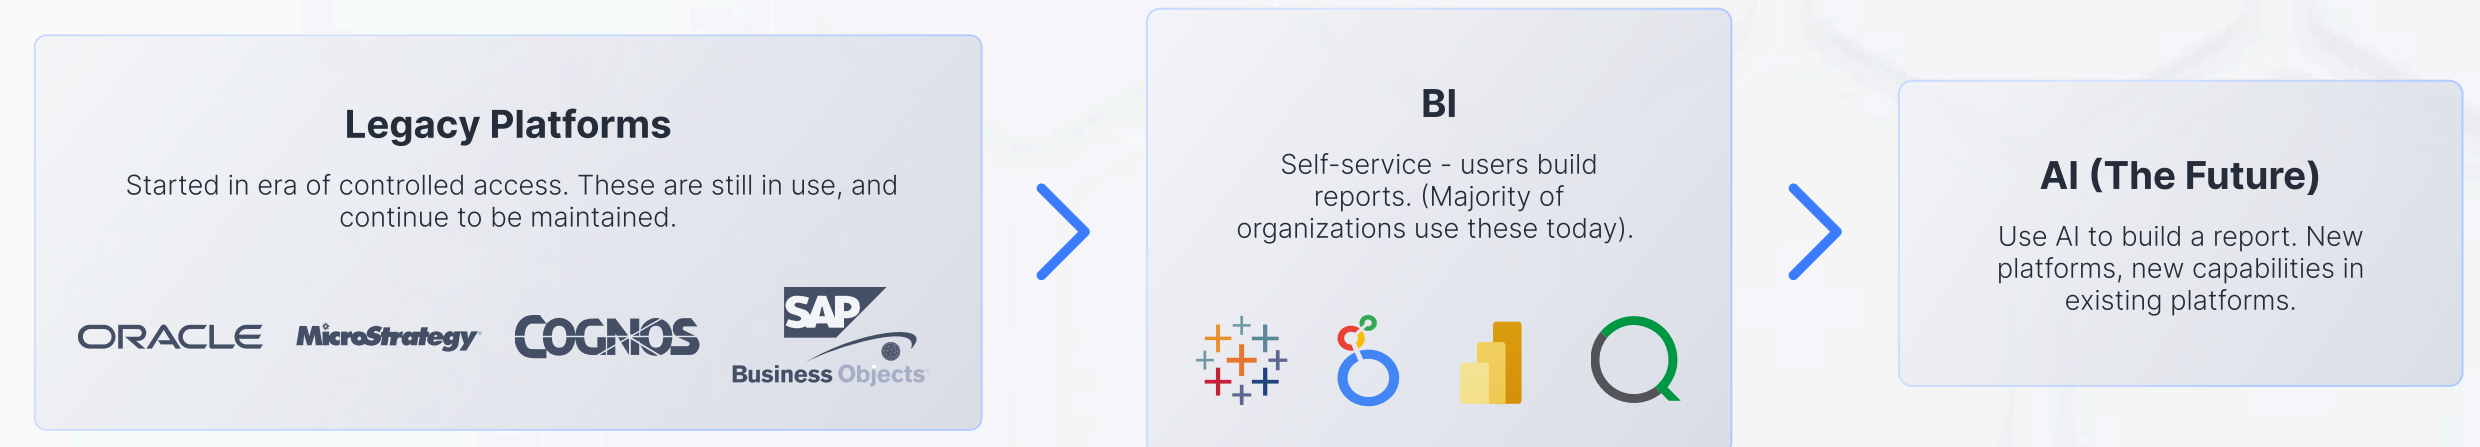 Legacy Platforms
Started in era of controlled access. These are still in use, and
continue to be maintained.
ORACLE
MicroStrategy
COGNOS
SAP
Business Objects
BI
Self-service - users build
reports. (Majority of
organizations use these today).
AI (The Future)
Use AI to build a report. New
platforms, new capabilities in
existing platforms.